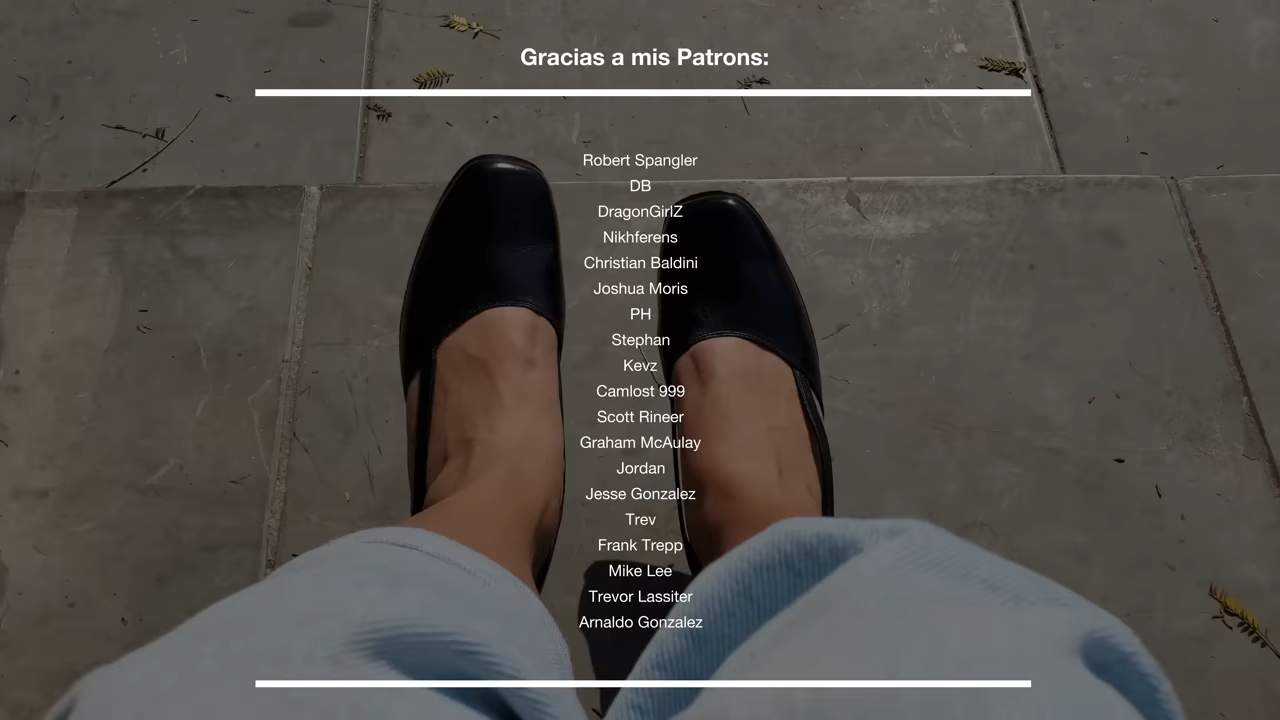 Gracias a mis Patrons:
Robert Spangler
DB
DragonGirlZ
Nikhferens
Christian Baldini
Joshua Moris
PH
Stephan
Kevz
Camlost 999
Scott Rineer
Graham McAulay
Jordan
Jesse Gonzalez
Trev
Frank Trepp
Mike Lee
Trevor Lassiter
Arnaldo Gonzalez